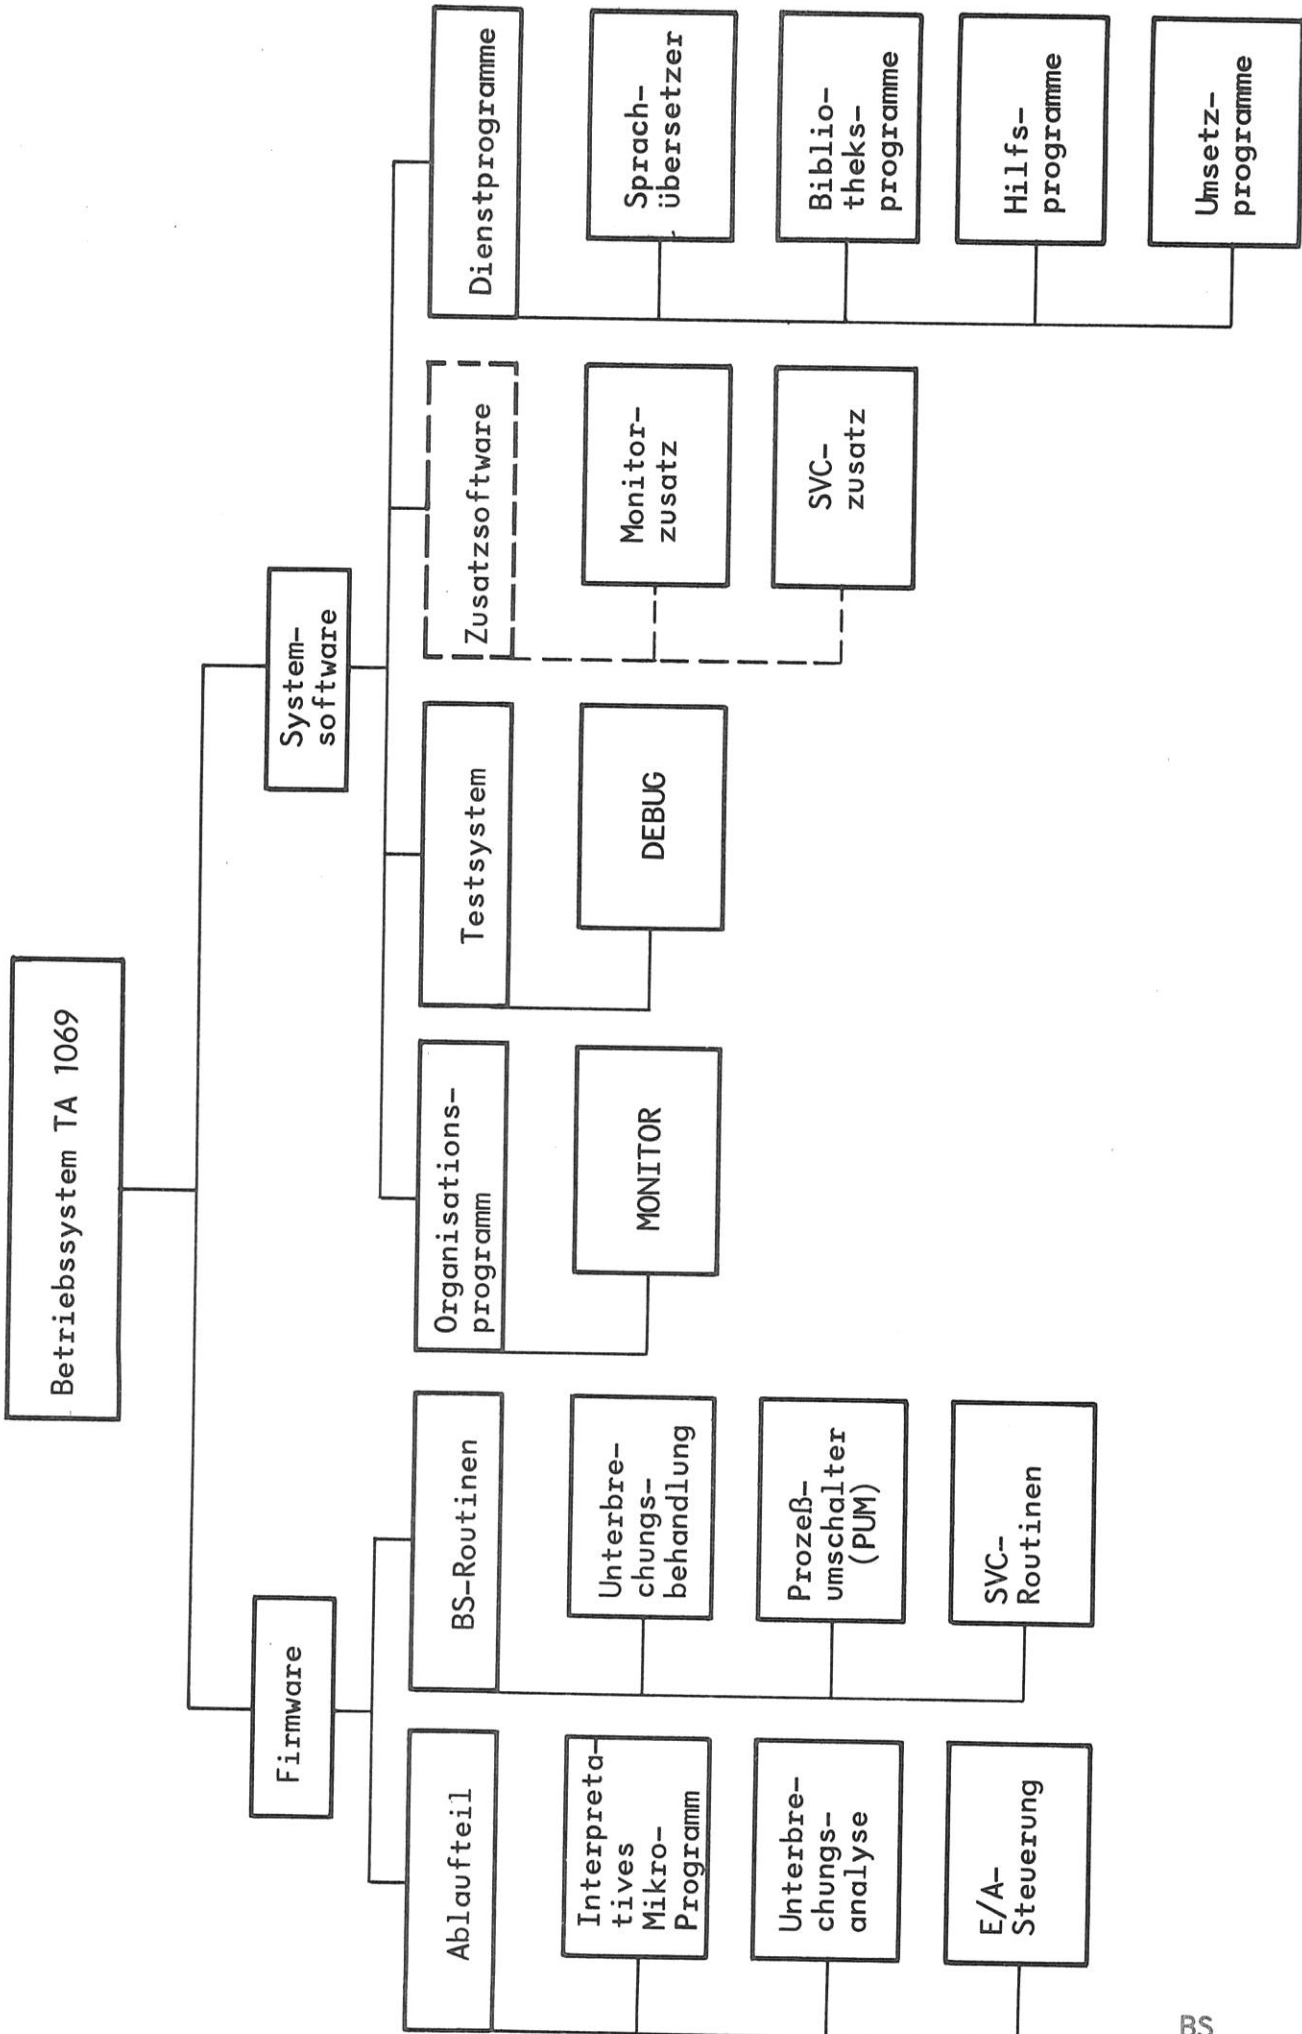 Betriebssystem TA 1069
Firmware
System-
software
Ablaufteil
BS-Routinen
Organisations-
programm
Testsystem
Zusatzsoftware
Dienstprogramme
Interpreta-
tives
Mikro-
Programm
Unterbre-
chungs-
analyse
E/A-
Steuerung
Unterbre-
chungs-
behandlung
Prozeß-
umschalter
(PUM)
SVC-
Routinen
MONITOR
DEBUG
Monitor-
zusatz
SVC-
zusatz
Sprach-
übersetzer
Biblio-
theks-
programme
Hilfs-
programme
Umsetz-
programme
BS